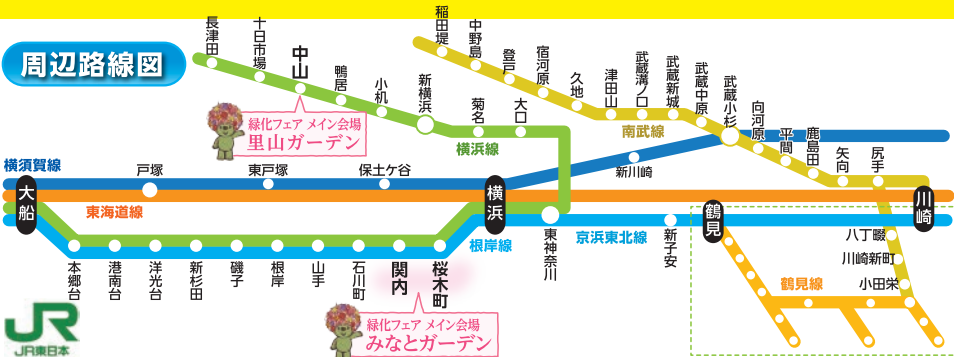 周辺路線図
長津田
十日市場
中山
鴨居
小机
新横浜
菊名
大口
横浜線
稲田堤
中野島
登戸
宿河原
久地
津田山
武蔵溝ノ口
武蔵新城
武蔵中原
武蔵小杉
向河原
平間
鹿島田
矢向
尻手
南武線
緑化フェア メイン会場
里山ガーデン
横須賀線
戸塚
東戸塚
保土ケ谷
新川崎
大船
横浜
鶴見
川崎
東海道線
根岸線
東神奈川
京浜東北線
新子安
八丁畷
川崎新町
小田栄
鶴見線
本郷台
港南台
洋光台
新杉田
磯子
根岸
山手
石川町
関内
桜木町
緑化フェア メイン会場
みなとガーデン
JR
JR東日本